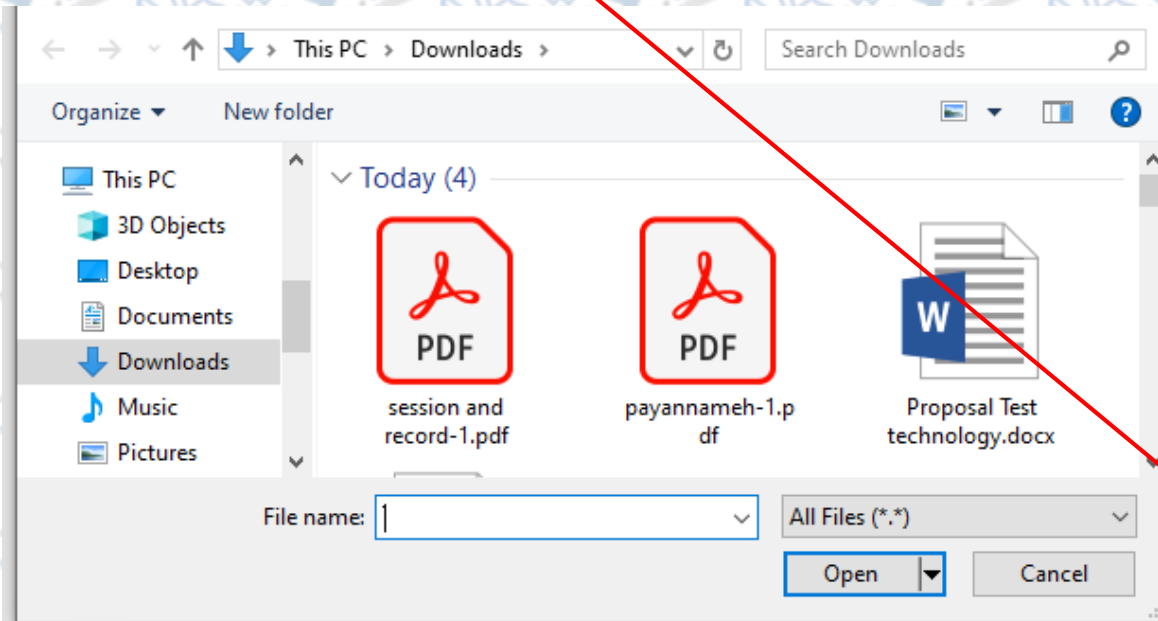 This PC > Downloads >
Search Downloads
Organize
New folder
?
This PC
3D Objects
Desktop
Documents
Downloads
Music
Pictures
Today (4)
PDF
session and
record-1.pdf
PDF
payannameh-1.p
df
W
Proposal Test
technology.docx
File name:
All Files (*.*)
Open
Cancel